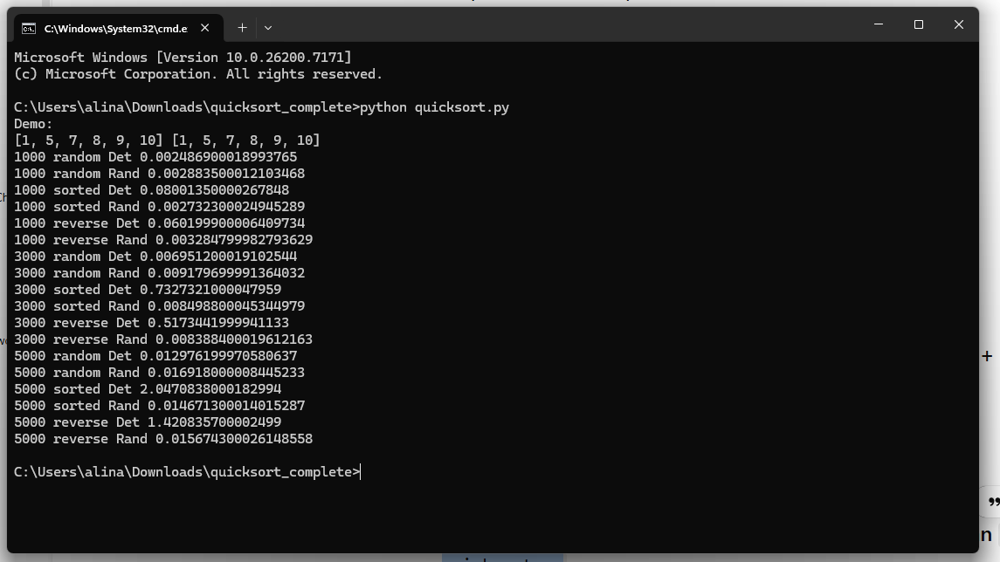 C:\Windows\System32\cmd.e
Microsoft Windows [Version 10.0.26200.7171]
(c) Microsoft Corporation. All rights reserved.
C:\Users\alina\Downloads\quicksort_complete>python quicksort.py
Demo:
[1, 5, 7, 8, 9, 10] [1, 5, 7, 8, 9, 10]
1000 random Det 0.002486900018993765
1000 random Rand 0.002883500012103468
1000 sorted Det 0.08001350000267848
1000 sorted Rand 0.002732300024945289
1000 reverse Det 0.060199900006409734
1000 reverse Rand 0.003284799982793629
3000 random Det 0.006951200019102544
3000 random Rand 0.009179699991364032
3000 sorted Det 0.7327321000047959
3000 sorted Rand 0.008498800045344979
3000 reverse Det 0.5173441999941133
3000 reverse Rand 0.008388400019612163
5000 random Det 0.012976199970580637
5000 random Rand 0.016918000008445233
5000 sorted Det 2.0470838000182994
5000 sorted Rand 0.014671300014015287
5000 reverse Det 1.420835700002499
5000 reverse Rand 0.015674300026148558
C:\Users\alina\Downloads\quicksort_complete>